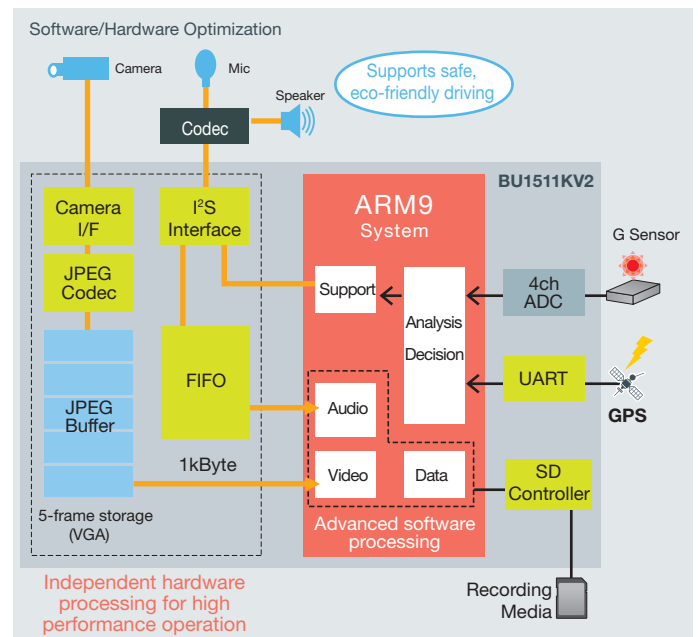 Software/Hardware Optimization
Camera
Mic
Speaker
Supports safe,
eco-friendly driving
Codec
BU1511KV2
Camera
I/F
I²S
Interface
ARM9
System
G Sensor
JPEG
Codec
Support
4ch
ADC
Analysis
Decision
FIFO
UART
JPEG
Buffer
Audio
GPS
1kByte
Video
Data
SD
Controller
5-frame storage
(VGA)
Advanced software
processing
Independent hardware
processing for high
performance operation
Recording
Media